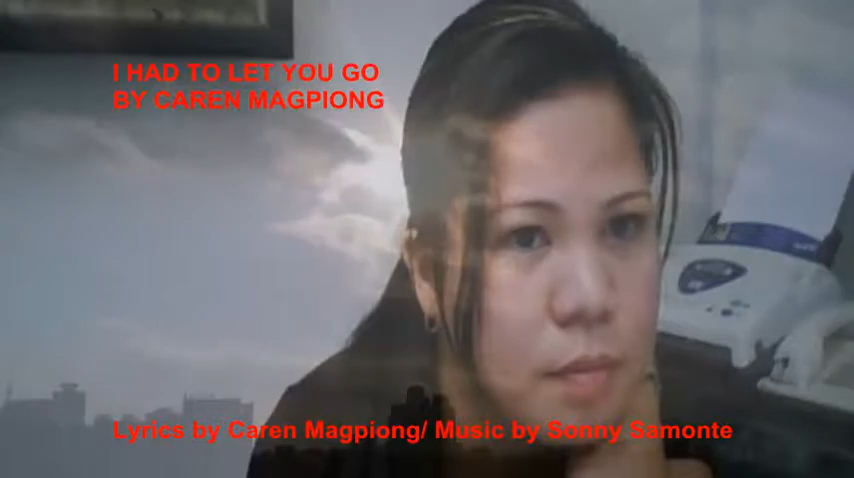 I HAD TO LET YOU GO
BY CAREN MAGPIONG
Lyrics by Caren Magpiong/ Music by Sonny Samonte